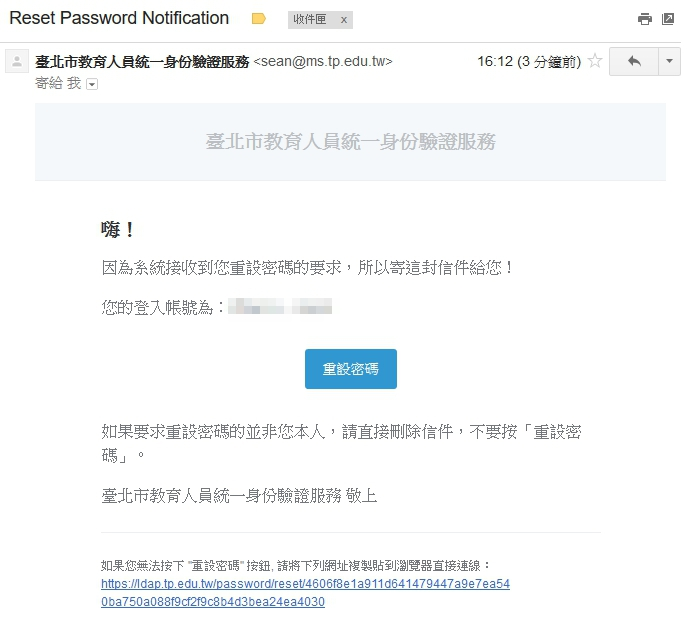 Reset Password Notification 收件匣 x
臺北市教育人員統一身份驗證服務 <sean@ms.tp.edu.tw> 16:12 (3 分鐘前)
寄給 我
臺北市教育人員統一身份驗證服務
嗨！
因為系統接收到您重設密碼的要求，所以寄這封信件給您！
您的登入帳號為：
重設密碼
如果要求重設密碼的並非您本人，請直接刪除信件，不要按「重設密
碼」。
臺北市教育人員統一身份驗證服務 敬上
如果您無法按下 "重設密碼" 按鈕, 請將下列網址複製貼到瀏覽器直接連線：
https://ldap.tp.edu.tw/password/reset/4606f8e1a911d641479447a9e7ea54
0ba750a088f9cf2f9c8b4d3bea24ea4030